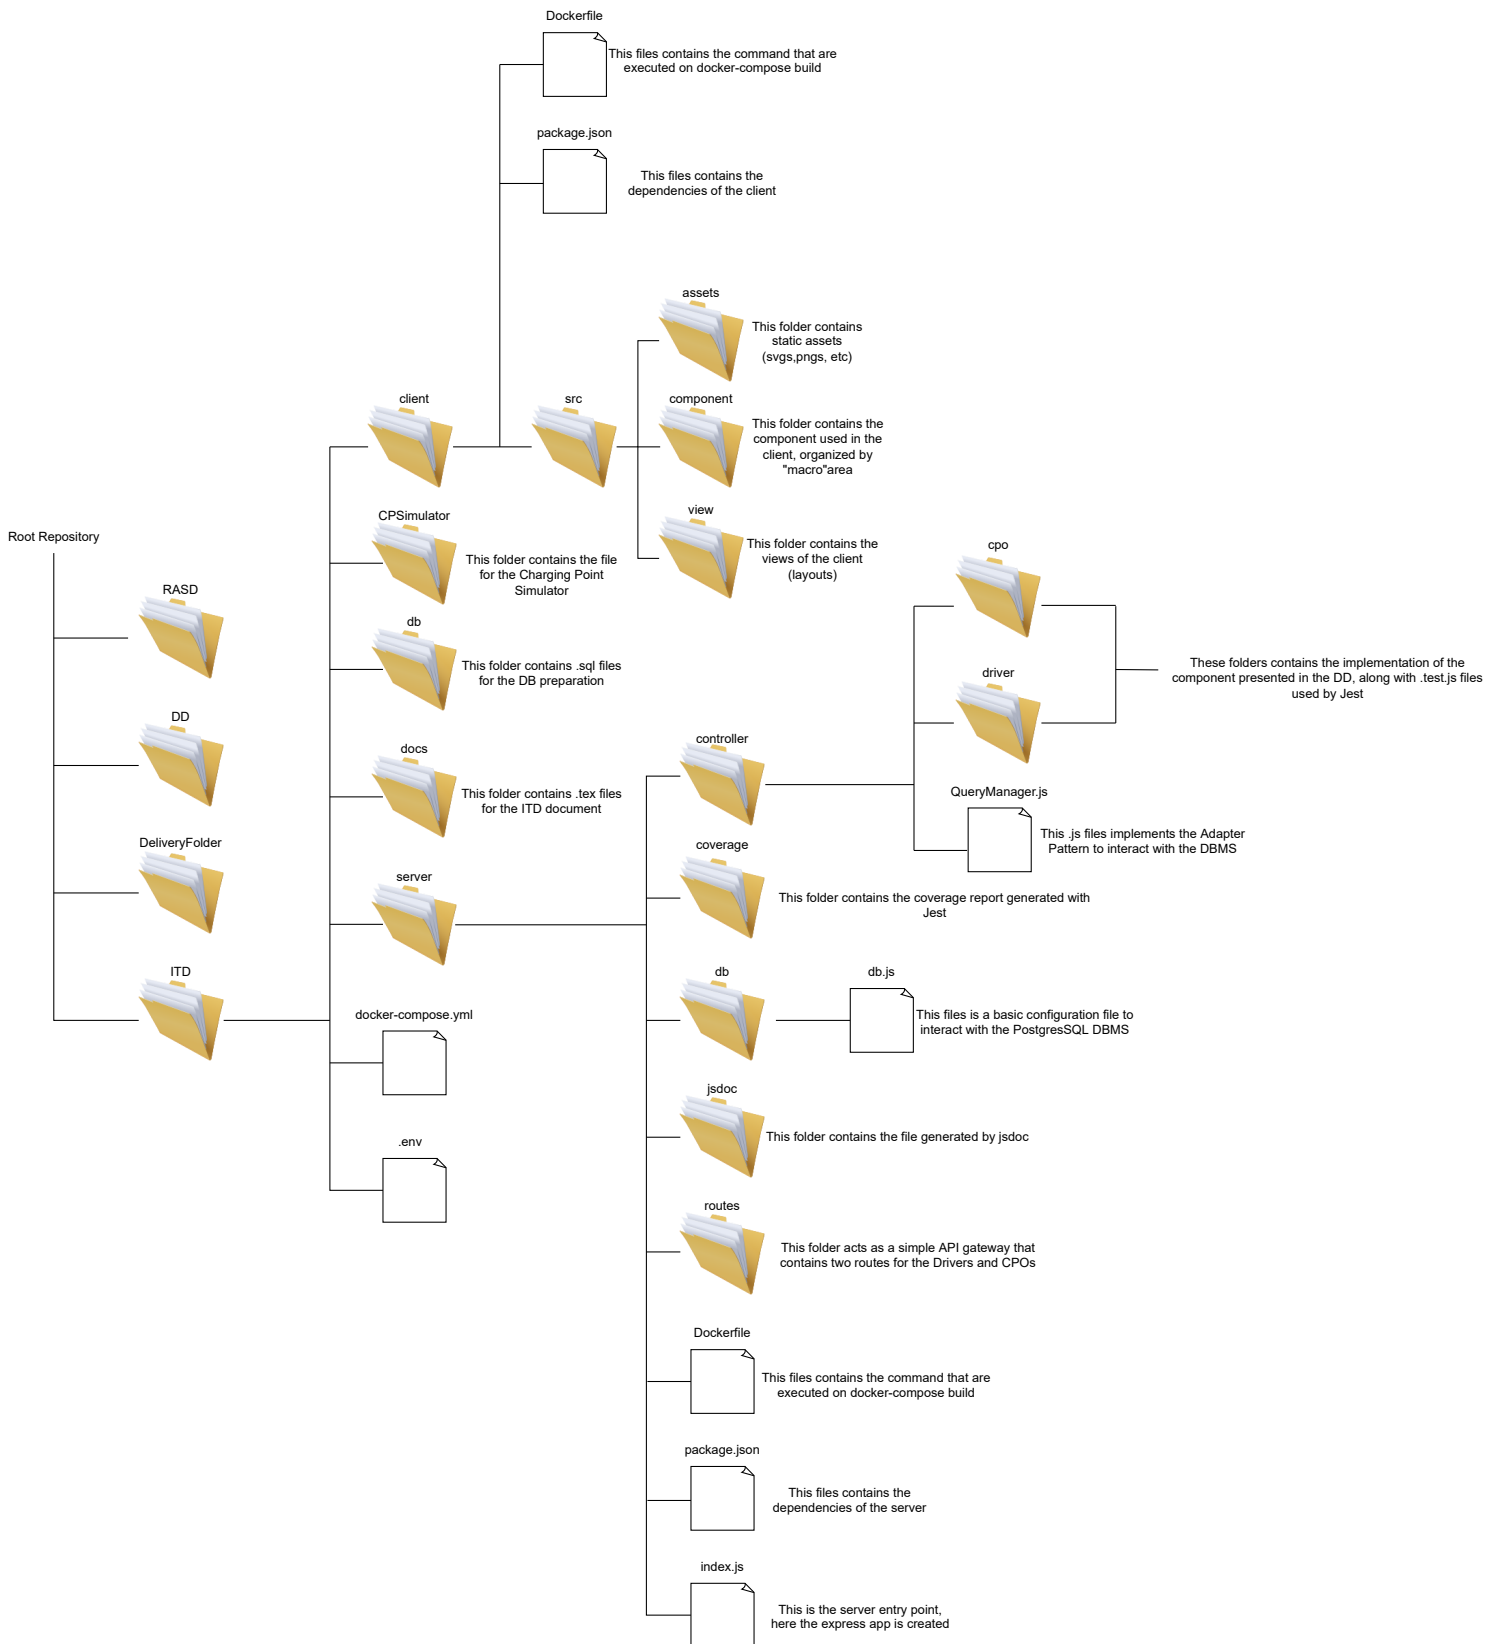 Dockerfile
This files contains the command that are
executed on docker-compose build
package.json
This files contains the
dependencies of the client
assets
This folder contains
static assets
(svgs,pngs, etc)
client
src
component
This folder contains the
component used in the
client, organized by
"macro"area
CPSimulator
This folder contains the file
for the Charging Point
Simulator
view
This folder contains the
views of the client
(layouts)
Root Repository
RASD
db
This folder contains .sql files
for the DB preparation
cpo
driver
These folders contains the implementation of the
component presented in the DD, along with .test.js files
used by Jest
DD
docs
This folder contains .tex files
for the ITD document
controller
QueryManager.js
This .js files implements the Adapter
Pattern to interact with the DBMS
DeliveryFolder
server
coverage
This folder contains the coverage report generated with
Jest
ITD
db
db.js
This files is a basic configuration file to
interact with the PostgresSQL DBMS
docker-compose.yml
jsdoc
This folder contains the file generated by jsdoc
.env
routes
This folder acts as a simple API gateway that
contains two routes for the Drivers and CPOs
Dockerfile
This files contains the command that are
executed on docker-compose build
package.json
This files contains the
dependencies of the server
index.js
This is the server entry point,
here the express app is created